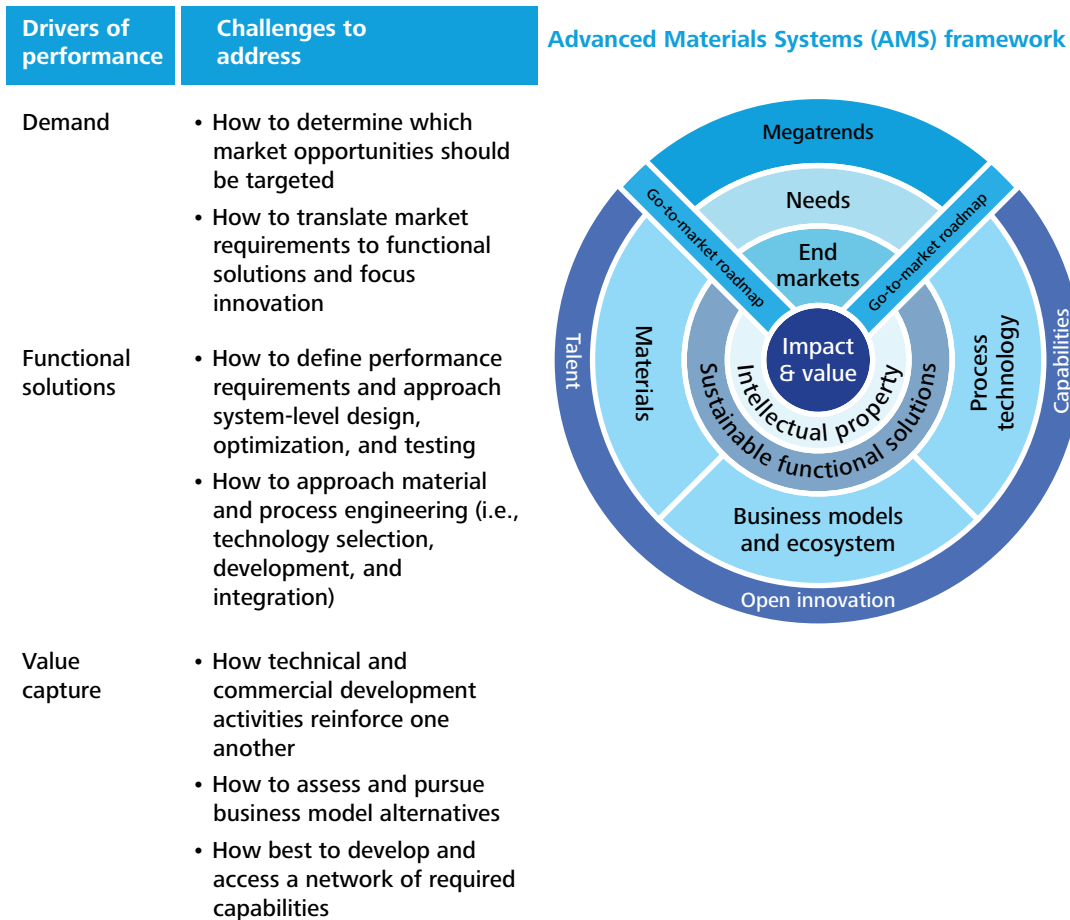 Drivers of
performance
Challenges to
address
Demand
• How to determine which
market opportunities should
be targeted
• How to translate market
requirements to functional
solutions and focus
innovation
Functional
solutions
• How to define performance
requirements and approach
system-level design,
optimization, and testing
• How to approach material
and process engineering (i.e.,
technology selection,
development, and
integration)
Value
capture
• How technical and
commercial development
activities reinforce one
another
• How to assess and pursue
business model alternatives
• How best to develop and
access a network of required
capabilities
Advanced Materials Systems (AMS) framework
Megatrends
Needs
End
markets
Go-to-market roadmap
Go-to-market roadmap
Impact
& value
Intellectual property
Sustainable functional solutions
Materials
Process
technology
Business models
and ecosystem
Talent
Capabilities
Open innovation